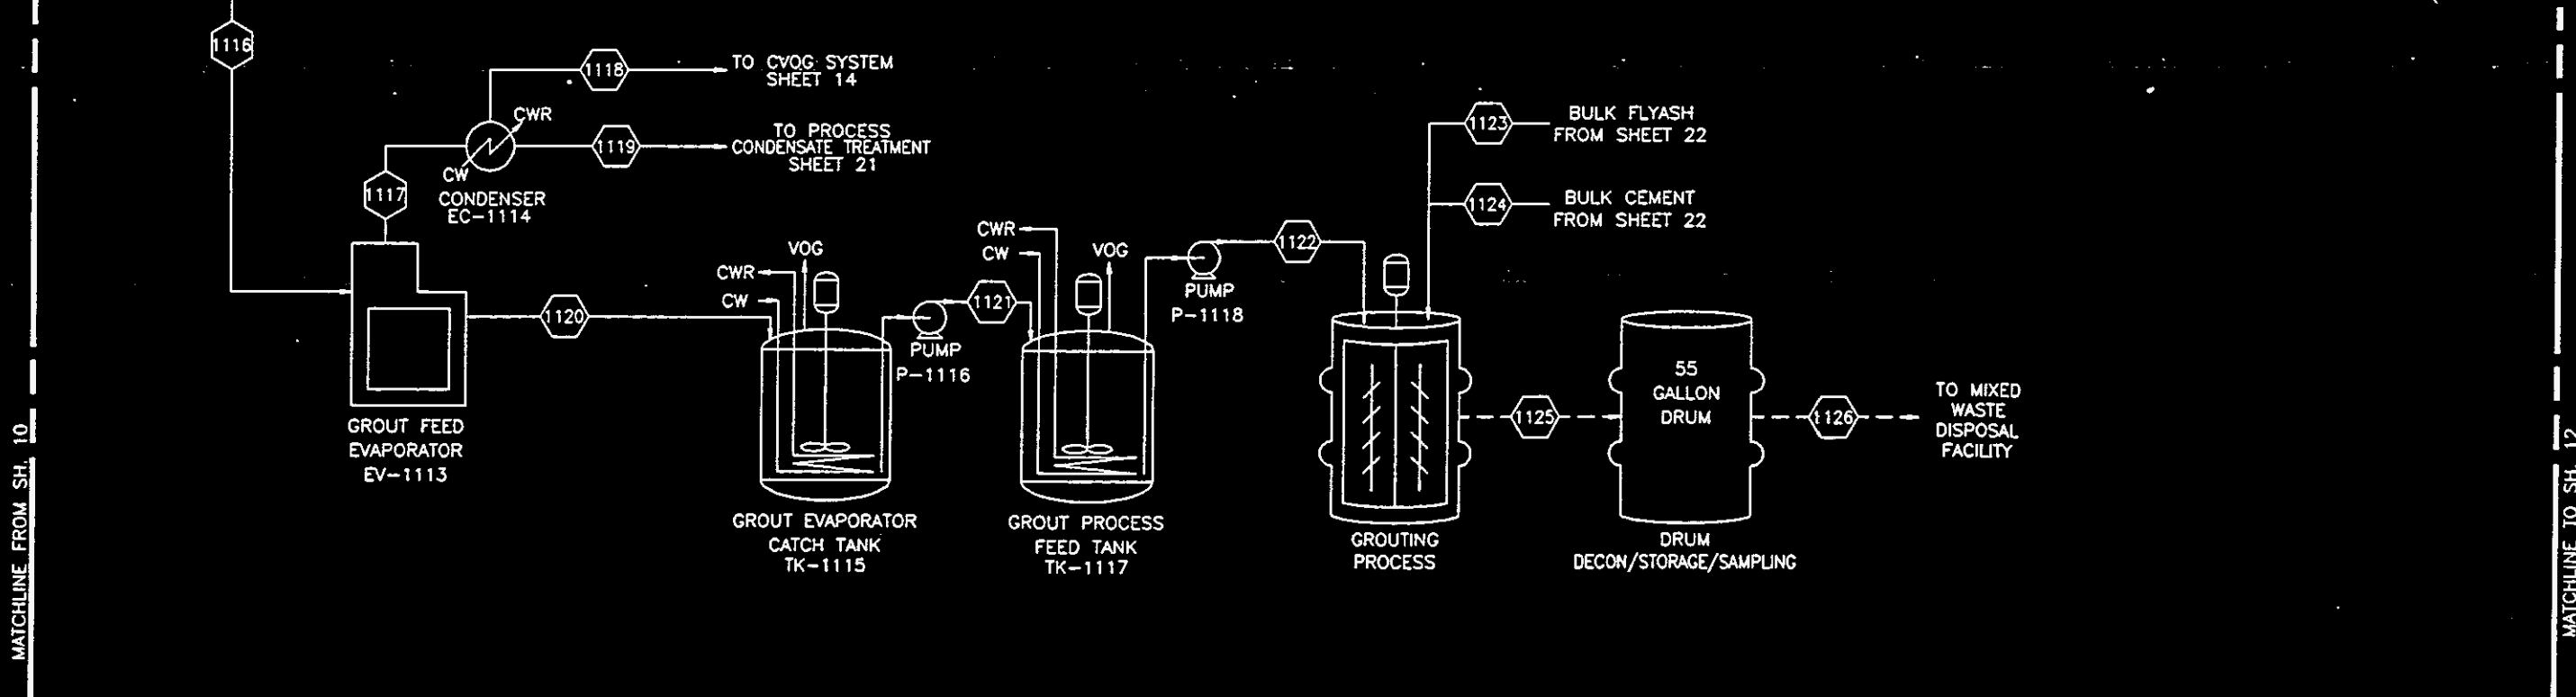 1116
1118
TO CVOG SYSTEM
SHEET 14
CWR
1119
TO PROCESS
CONDENSATE TREATMENT
SHEET 21
CW
1117
CONDENSER
EC-1114
1123
BULK FLYASH
FROM SHEET 22
1124
BULK CEMENT
FROM SHEET 22
GROUT FEED
EVAPORATOR
EV-1113
1120
CWR
CW
VOG
GROUT EVAPORATOR
CATCH TANK
TK-1115
PUMP
P-1116
1121
CWR
CW
VOG
GROUT PROCESS
FEED TANK
TK-1117
PUMP
P-1118
1122
GROUTING
PROCESS
1125
55
GALLON
DRUM
DRUM
DECON/STORAGE/SAMPLING
1126
TO MIXED
WASTE
DISPOSAL
FACILITY
MATCHLINE FROM SH. 10
MATCHLINE TO SH. 12